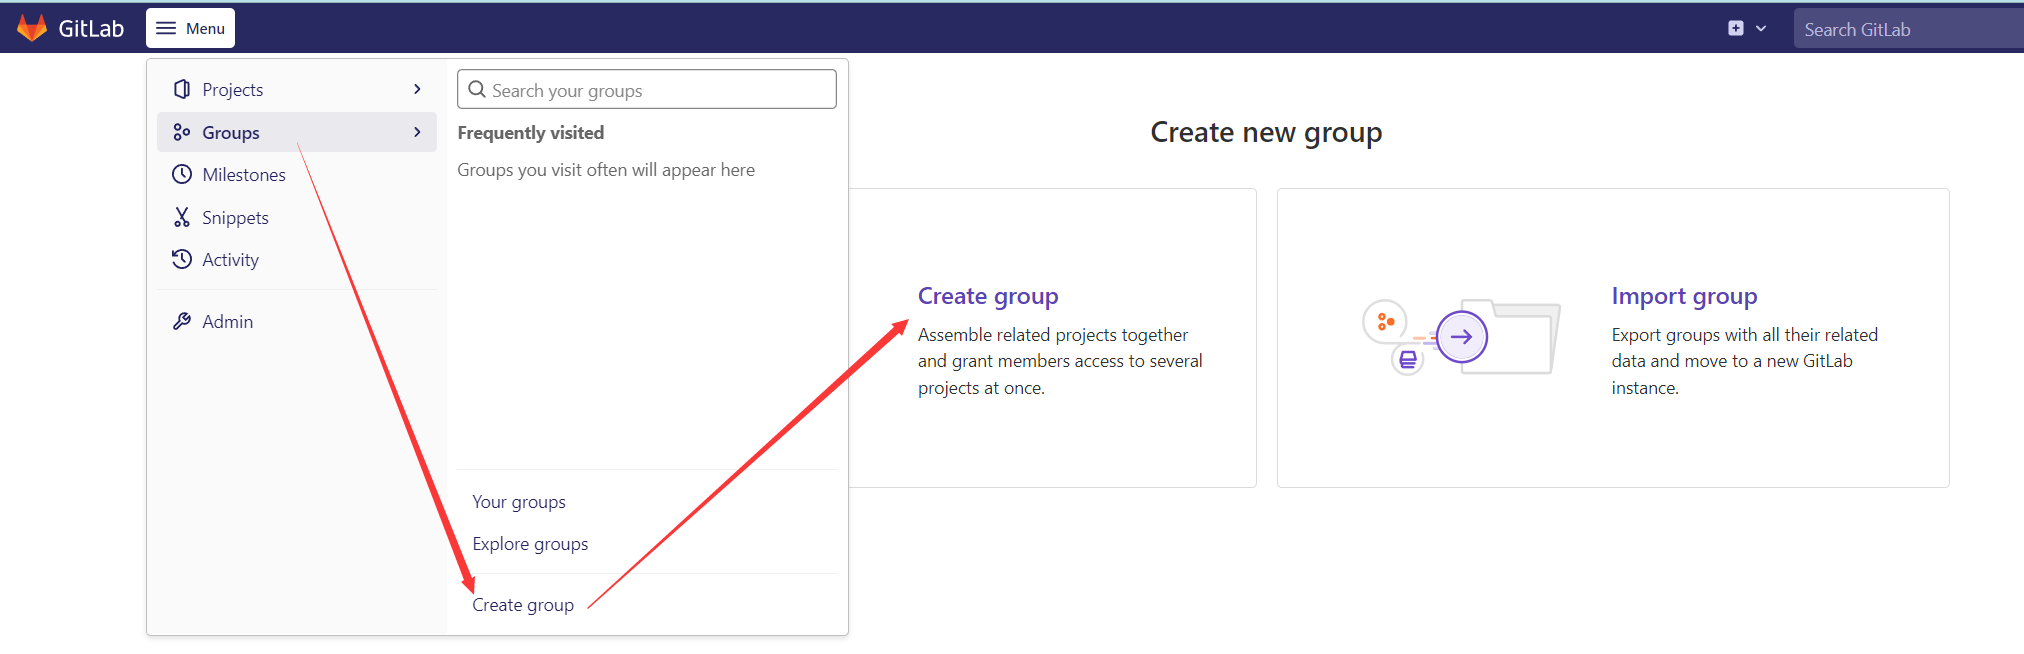 GitLab
Menu
Search GitLab
Projects
Groups
Milestones
Snippets
Activity
Admin
Search your groups
Frequently visited
Groups you visit often will appear here
Your groups
Explore groups
Create group
Create new group
Create group
Assemble related projects together
and grant members access to several
projects at once.
Import group
Export groups with all their related
data and move to a new GitLab
instance.